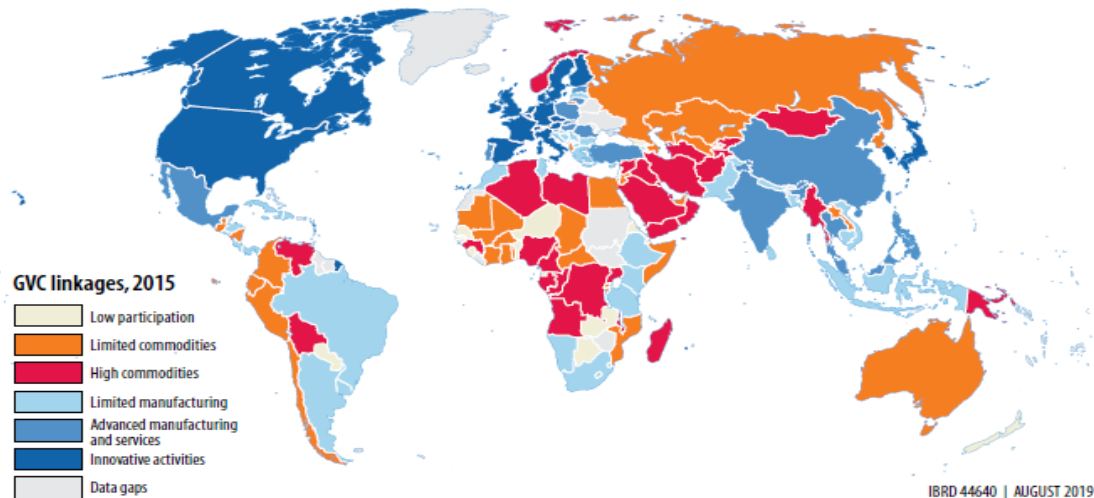 GVC linkages, 2015
Low participation
Limited commodities
High commodities
Limited manufacturing
Advanced manufacturing
and services
Innovative activities
Data gaps
IBRD 44640 | AUGUST 2019